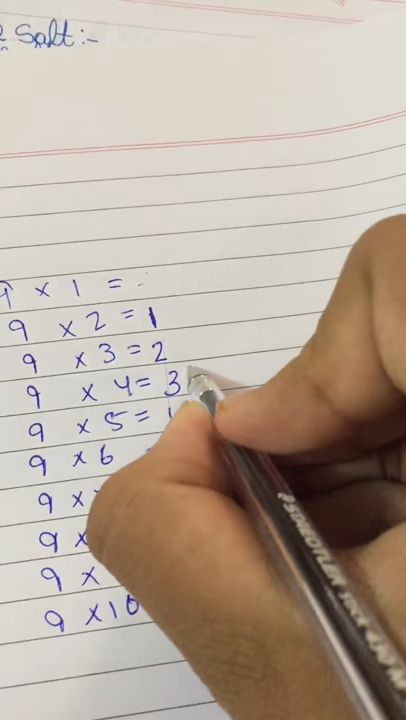 Salt:-
9 × 1 =
9 × 2 = 1
9 × 3 = 2
9 × 4 = 3
9 × 5 =
9 × 6
9 ×
9 ×
9 ×
9 × 10
STAEDTLER